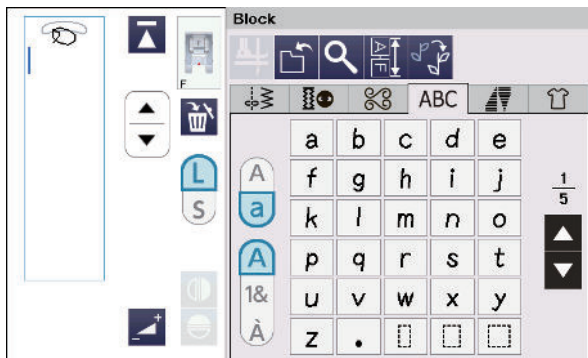 Block
F
A
F
ABC
L
S
A
a
A
1&
À
a b c d e
f g h i j
k l m n o
p q r s t
u v w x y
z .
1
5